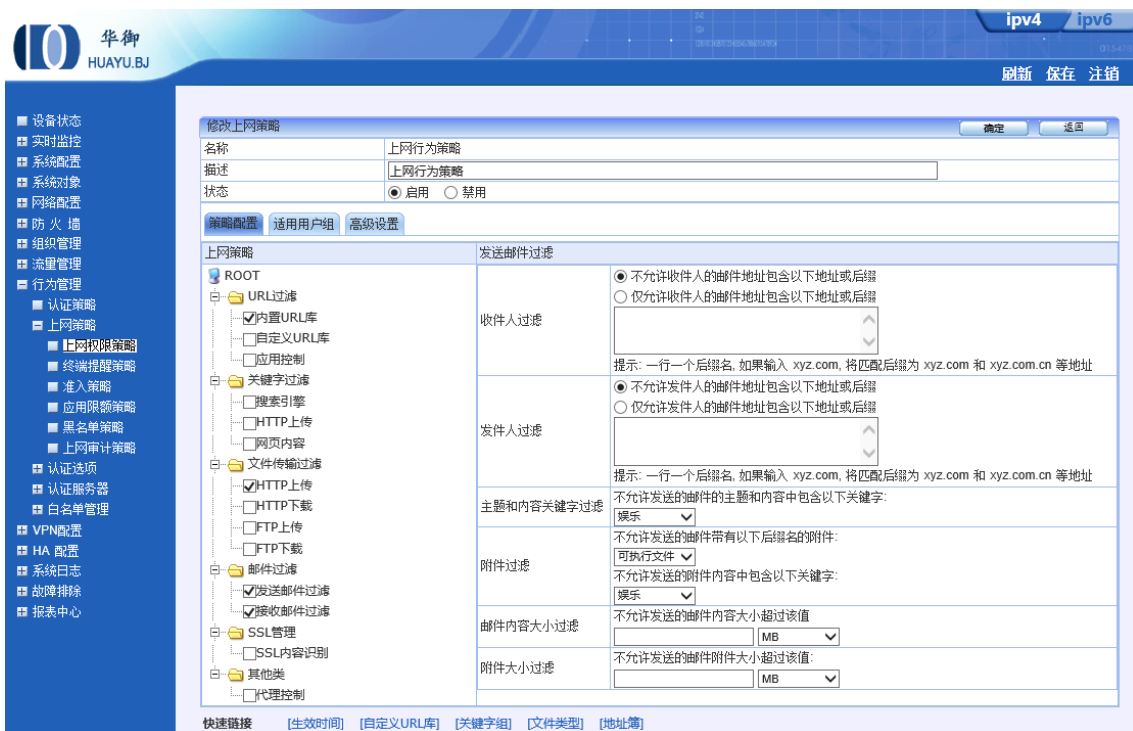 ipv4 ipv6
华御
HUAYU.BJ
刷新 保存 注销
设备状态
实时监控
系统配置
系统对象
网络配置
防 火 墙
组织管理
流量管理
行为管理
认证策略
上网策略
上网权限策略
终端提醒策略
准入策略
应用限额策略
黑名单策略
上网审计策略
认证选项
认证服务器
白名单管理
VPN配置
HA 配置
系统日志
故障排除
报表中心
修改上网策略 确定 返回
名称 上网行为策略
描述 上网行为策略
状态 启用 禁用
策略配置 适用用户组 高级设置
上网策略
ROOT
URL过滤
内置URL库
自定义URL库
应用控制
关键字过滤
搜索引擎
HTTP上传
网页内容
文件传输过滤
HTTP上传
HTTP下载
FTP上传
FTP下载
邮件过滤
发送邮件过滤
接收邮件过滤
SSL管理
SSL内容识别
其他类
代理控制
发送邮件过滤
收件人过滤
不允许收件人的邮件地址包含以下地址或后缀
仅允许收件人的邮件地址包含以下地址或后缀
提示: 一行一个后缀名, 如果输入 xyz.com, 将匹配后缀为 xyz.com 和 xyz.com.cn 等地址
发件人过滤
不允许发件人的邮件地址包含以下地址或后缀
仅允许发件人的邮件地址包含以下地址或后缀
提示: 一行一个后缀名, 如果输入 xyz.com, 将匹配后缀为 xyz.com 和 xyz.com.cn 等地址
主题和内容关键字过滤
不允许发送的邮件的主题和内容中包含以下关键字:
娱乐
附件过滤
不允许发送的邮件带有以下后缀名的附件:
可执行文件
不允许发送的附件内容中包含以下关键字:
娱乐
邮件内容大小过滤
不允许发送的邮件内容大小超过该值
MB
附件大小过滤
不允许发送的邮件附件大小超过该值:
MB
快速链接 [生效时间] [自定义URL库] [关键字组] [文件类型] [地址簿]